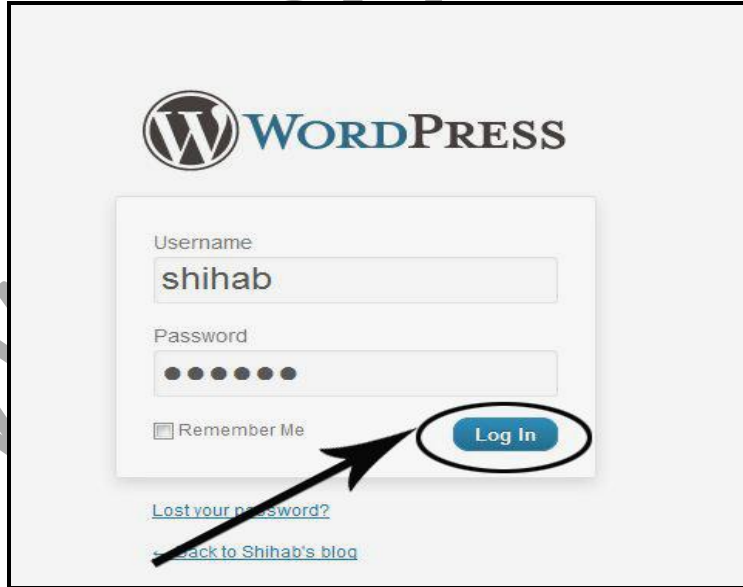 WORDPRESS
Username
shihab
Password
●●●●●●
Remember Me
Log In
Lost your password?
← Back to Shihab's blog